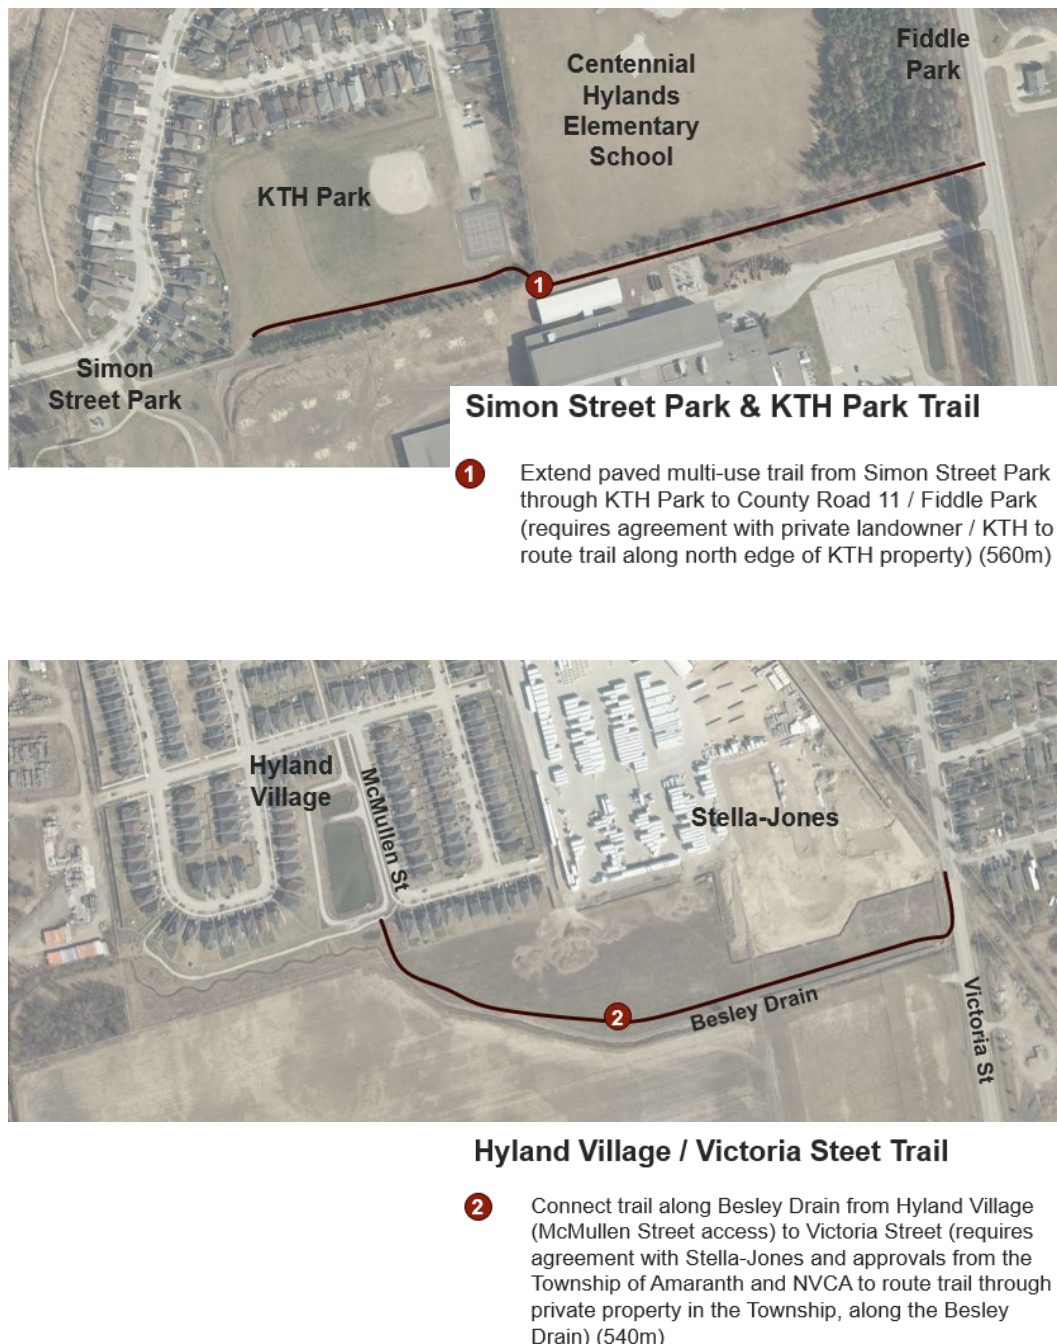 Fiddle
Park
Centennial
Hylands
Elementary
School
KTH Park
1
Simon
Street Park
Simon Street Park & KTH Park Trail
1 Extend paved multi-use trail from Simon Street Park
through KTH Park to County Road 11 / Fiddle Park
(requires agreement with private landowner / KTH to
route trail along north edge of KTH property) (560m)
Hyland
Village
McMullen St
Stella-Jones
2
Besley Drain
Victoria St
Hyland Village / Victoria Steet Trail
2 Connect trail along Besley Drain from Hyland Village
(McMullen Street access) to Victoria Street (requires
agreement with Stella-Jones and approvals from the
Township of Amaranth and NVCA to route trail through
private property in the Township, along the Besley
Drain) (540m)